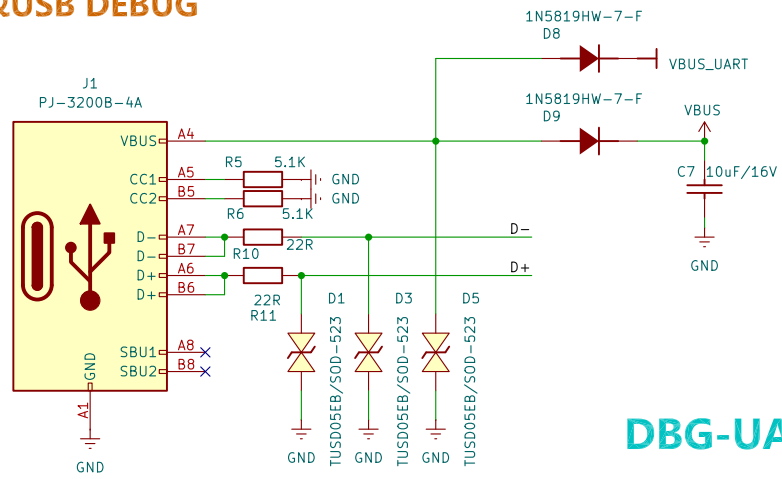 QUSB DEBUG
1N5819HW-7-F
D8
VBUS_UART
J1
PJ-3200B-4A
1N5819HW-7-F
D9
VBUS
VBUS A4
C7 10uF/16V
CC1 A5
R5 5.1K
GND
CC2 B5
GND
R6 5.1K
D- A7
22R
D-
D- B7
R10
D+ A6
D+
GND
D+ B6
22R
R11
D1
D3
D5
TUSD05EB/SOD-523
TUSD05EB/SOD-523
TUSD05EB/SOD-523
SBU1 A8
SBU2 B8
GND
A1
GND
GND
GND
GND
DBG-UA